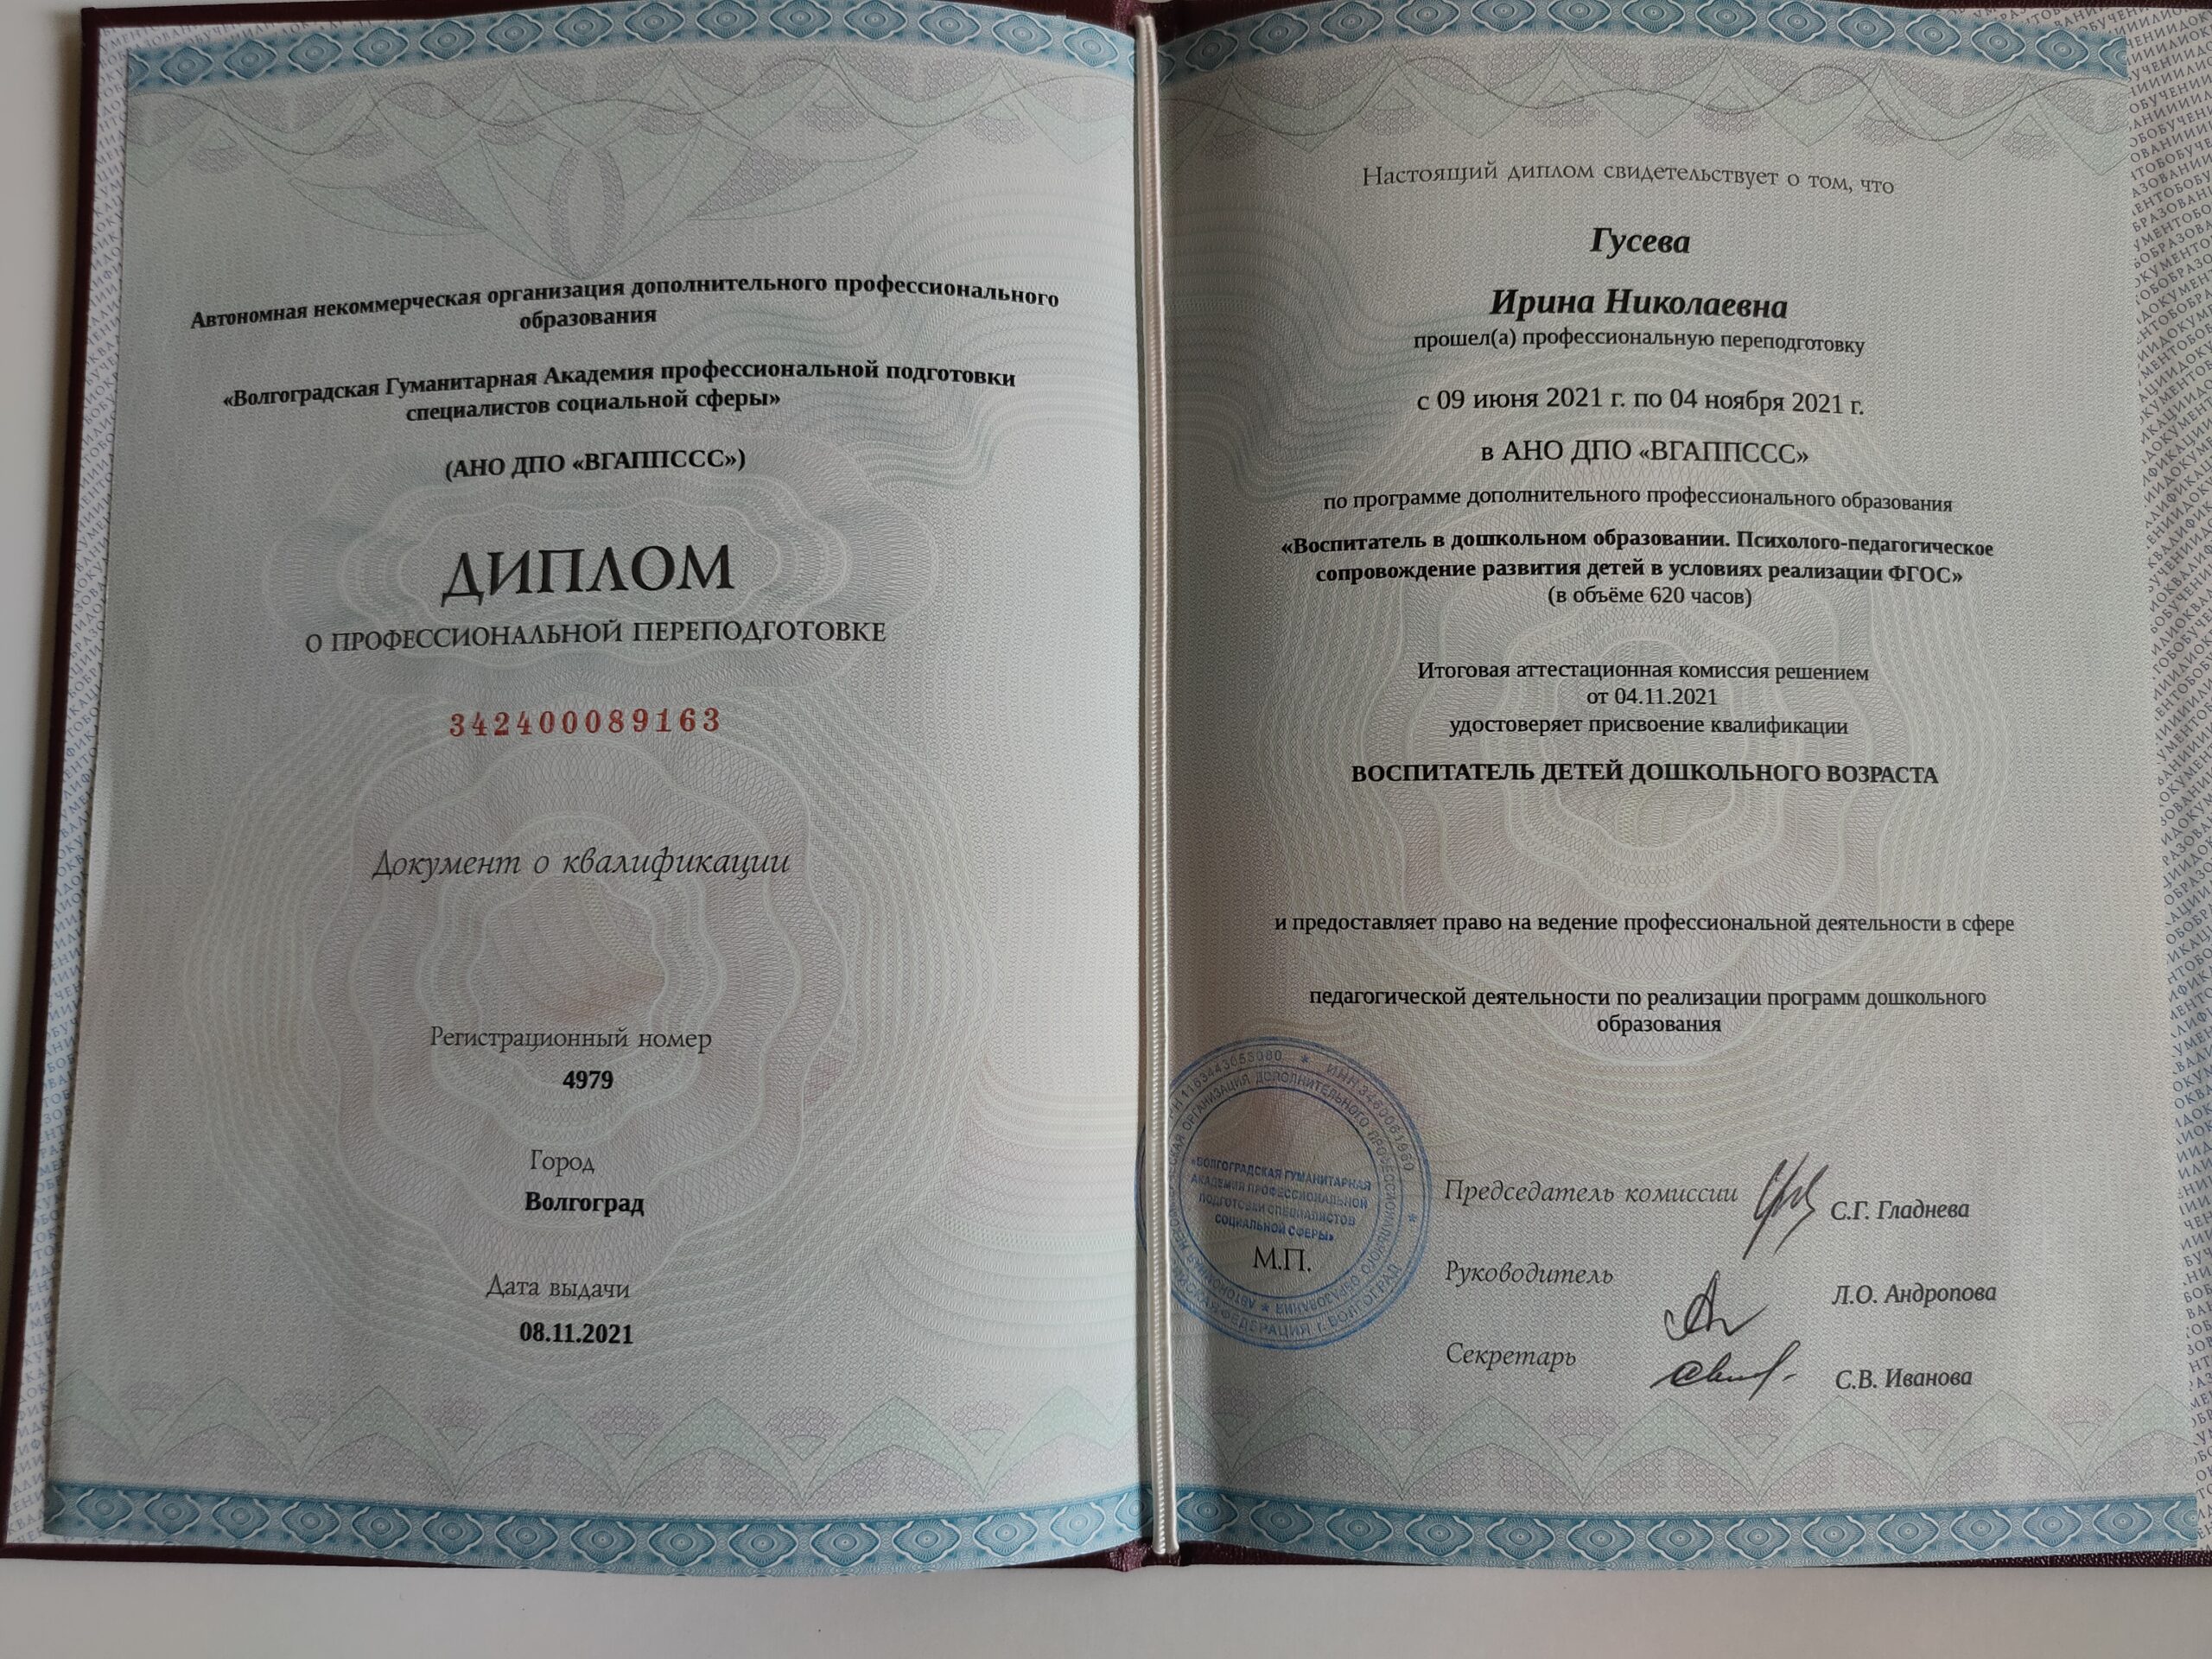 Автономная некоммерческая организация дополнительного профессионального
образования
«Волгоградская Гуманитарная Академия профессиональной подготовки
специалистов социальной сферы»
(АНО ДПО «ВГАППССС»)
ДИПЛОМ
О ПРОФЕССИОНАЛЬНОЙ ПЕРЕПОДГОТОВКЕ
342400089163
Документ о квалификации
Регистрационный номер
4979
Город
Волгоград
Дата выдачи
08.11.2021
Настоящий диплом свидетельствует о том, что
Гусева
Ирина Николаевна
прошел(а) профессиональную переподготовку
с 09 июня 2021 г. по 04 ноября 2021 г.
в АНО ДПО «ВГАППССС»
по программе дополнительного профессионального образования
«Воспитатель в дошкольном образовании. Психолого-педагогическое
сопровождение развития детей в условиях реализации ФГОС»
(в объёме 620 часов)
Итоговая аттестационная комиссия решением
от 04.11.2021
удостоверяет присвоение квалификации
ВОСПИТАТЕЛЬ ДЕТЕЙ ДОШКОЛЬНОГО ВОЗРАСТА
и предоставляет право на ведение профессиональной деятельности в сфере
педагогической деятельности по реализации программ дошкольного
образования
«ВОЛГОГРАДСКАЯ ГУМАНИТАРНАЯ
АКАДЕМИЯ ПРОФЕССИОНАЛЬНОЙ
ПОДГОТОВКИ СПЕЦИАЛИСТОВ
СОЦИАЛЬНОЙ СФЕРЫ»
М.П.
Председатель комиссии С.Г. Гладнева
Руководитель Л.О. Андропова
Секретарь С.В. Иванова